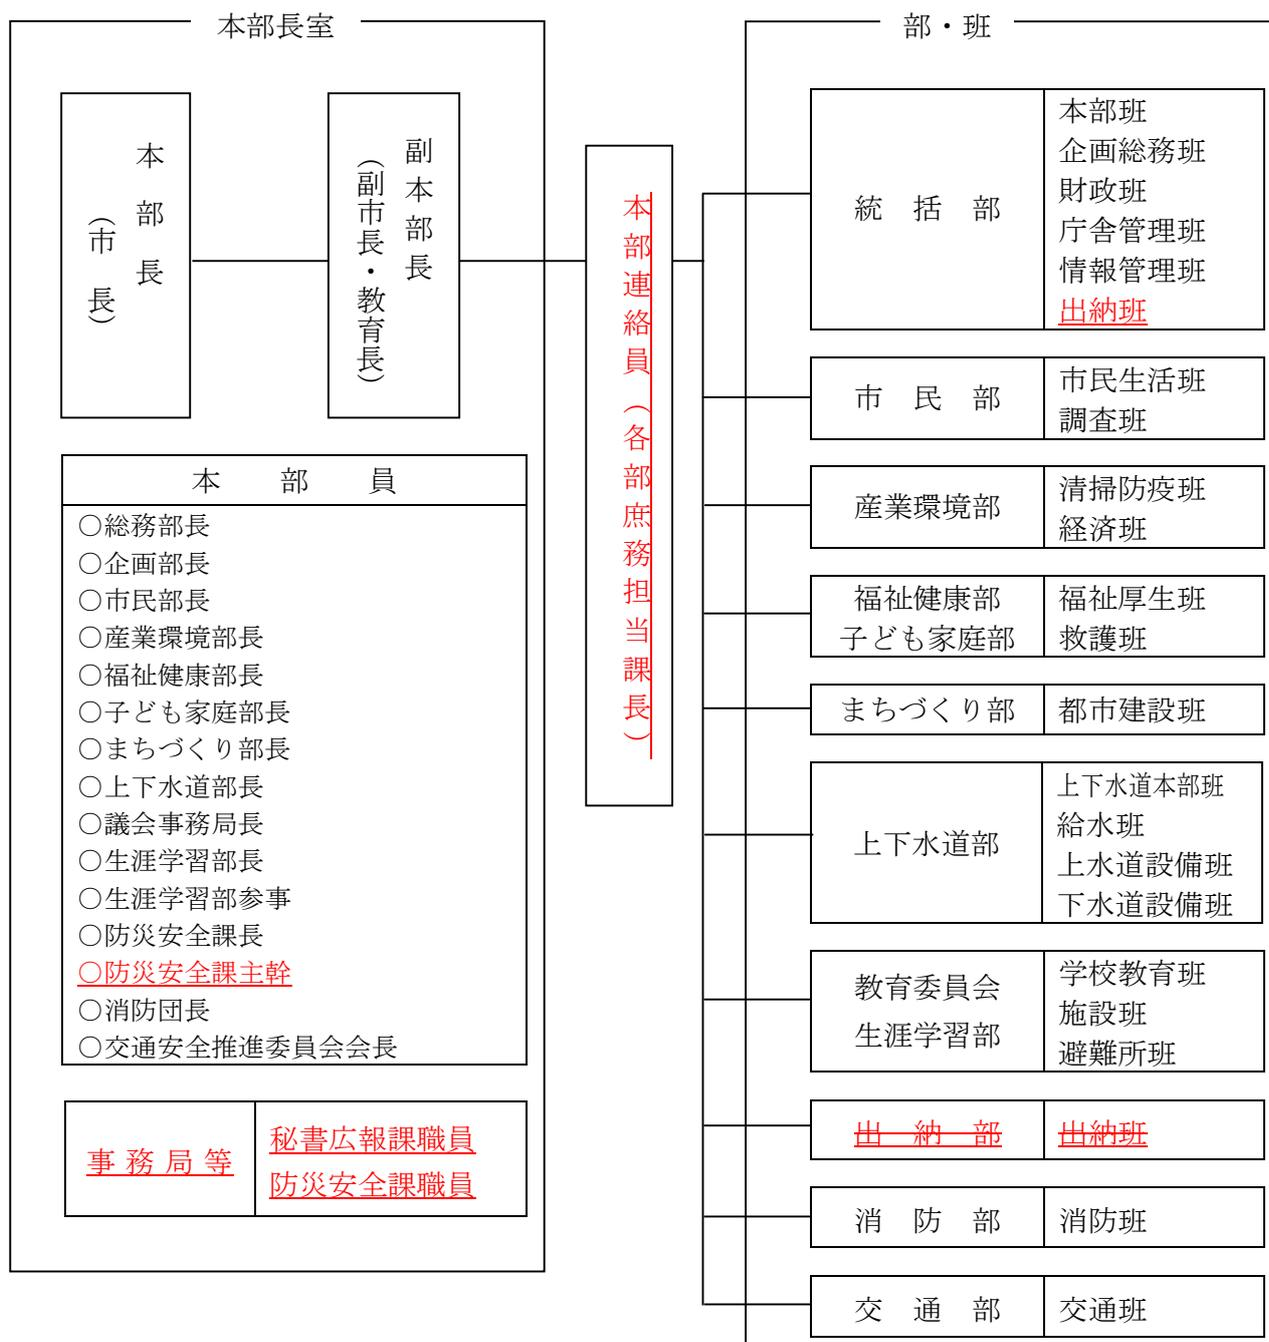 本部長室
本部長
（市長）
副本部長
（副市長・教育長）
本　部　員
○総務部長
○企画部長
○市民部長
○産業環境部長
○福祉健康部長
○子ども家庭部長
○まちづくり部長
○上下水道部長
○議会事務局長
○生涯学習部長
○生涯学習部参事
○防災安全課長
○防災安全課主幹
○消防団長
○交通安全推進委員会会長
事務局等
秘書広報課職員
防災安全課職員
本部連絡員（各部庶務担当課長）
部・班
統　括　部
本部班
企画総務班
財政班
庁舎管理班
情報管理班
出納班
市　民　部
市民生活班
調査班
産業環境部
清掃防疫班
経済班
福祉健康部
子ども家庭部
福祉厚生班
救護班
まちづくり部
都市建設班
上下水道部
上下水道本部班
給水班
上水道設備班
下水道設備班
教育委員会
生涯学習部
学校教育班
施設班
避難所班
出　納　部
出納班
消　防　部
消防班
交　通　部
交通班